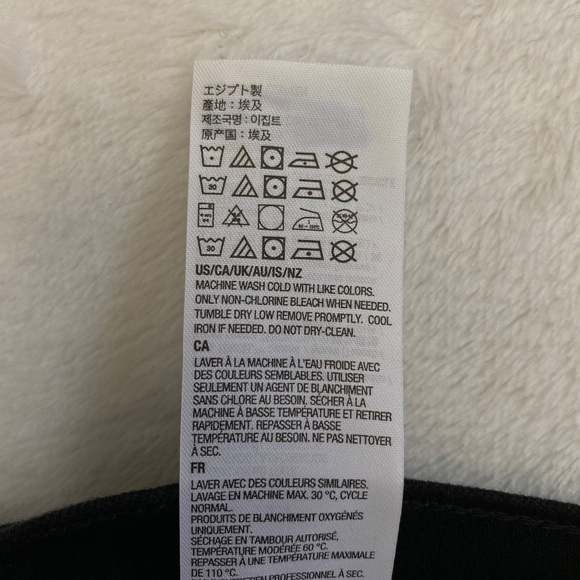 エジプト製
產地：埃及
제조국명：이집트
原产国：埃及
30
30
US/CA/UK/AU/IS/NZ
MACHINE WASH COLD WITH LIKE COLORS.
ONLY NON-CHLORINE BLEACH WHEN NEEDED.
TUMBLE DRY LOW REMOVE PROMPTLY. COOL
IRON IF NEEDED. DO NOT DRY-CLEAN.
CA
LAVER À LA MACHINE À L'EAU FROIDE AVEC
DES COULEURS SEMBLABLES. UTILISER
SEULEMENT UN AGENT DE BLANCHIMENT
SANS CHLORE AU BESOIN. SÉCHER À LA
MACHINE À BASSE TEMPÉRATURE ET RETIRER
RAPIDEMENT. REPASSER À BASSE
TEMPÉRATURE AU BESOIN. NE PAS NETTOYER
À SEC.
FR
LAVER AVEC DES COULEURS SIMILAIRES.
LAVAGE EN MACHINE MAX. 30 °C, CYCLE
NORMAL.
PRODUITS DE BLANCHIMENT OXYGÉNÉS
UNIQUEMENT.
SÉCHAGE EN TAMBOUR AUTORISÉ,
TEMPÉRATURE MODÉRÉE 60 °C.
REPASSER À UNE TEMPÉRATURE MAXIMALE
DE 110 °C.